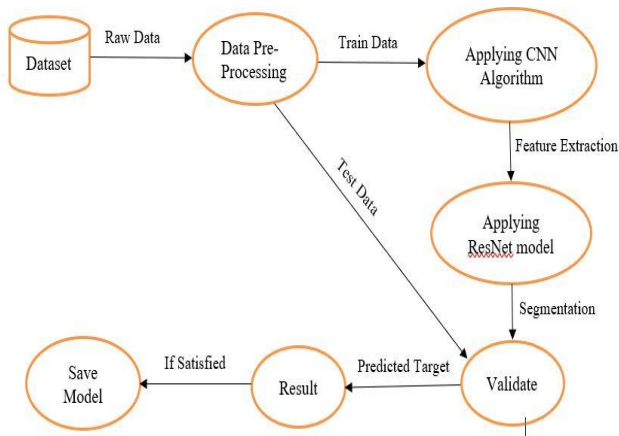 Dataset
Raw Data
Data Pre-
Processing
Train Data
Applying CNN
Algorithm
Feature Extraction
Test Data
Applying
ResNet model
Segmentation
Validate
Predicted Target
Result
If Satisfied
Save
Model